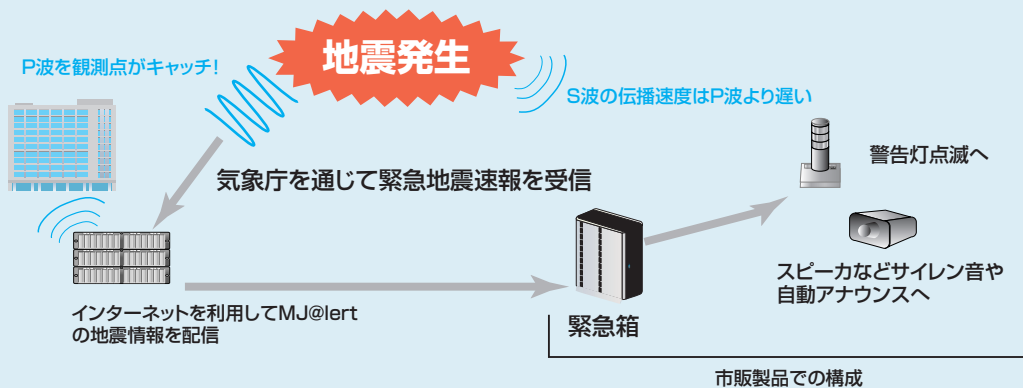 地震発生
P波を観測点がキャッチ!
S波の伝播速度はP波より遅い
警告灯点滅へ
気象庁を通じて緊急地震速報を受信
スピーカなどサイレン音や
自動アナウンスへ
インターネットを利用してMJ@lert
の地震情報を配信
緊急箱
市販製品での構成